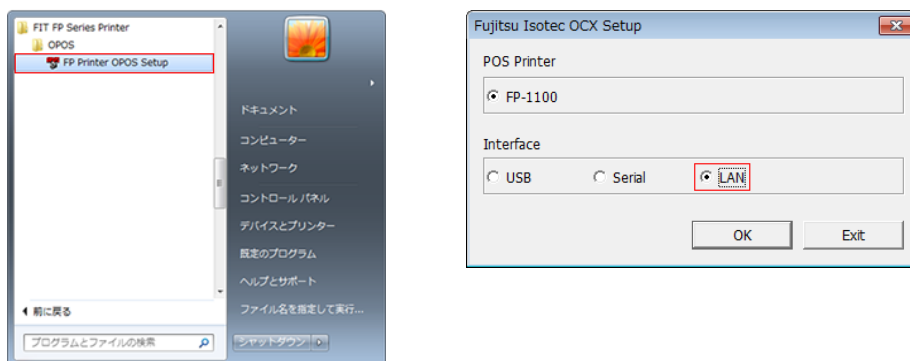 FIT FP Series Printer
OPOS
FP Printer OPOS Setup
前に戻る
プログラムとファイルの検索
ドキュメント
コンピューター
ネットワーク
コントロール パネル
デバイスとプリンター
既定のプログラム
ヘルプとサポート
ファイル名を指定して実行...
シャットダウン
Fujitsu Isotec OCX Setup
POS Printer
FP-1100
Interface
USB Serial LAN
OK Exit